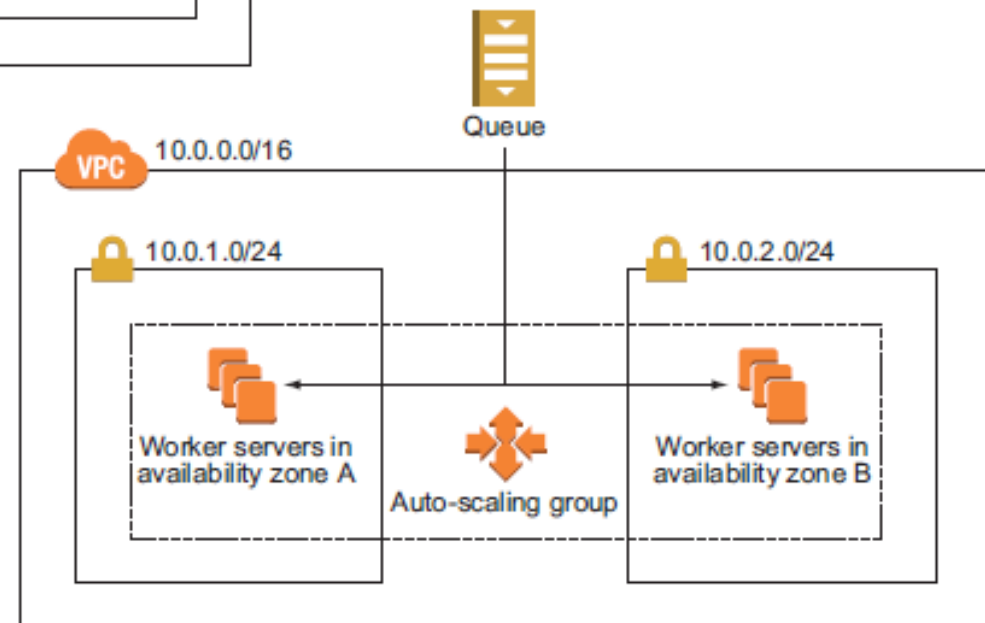 Queue
VPC
10.0.0.0/16
10.0.1.0/24
10.0.2.0/24
Worker servers in
availability zone A
Auto-scaling group
Worker servers in
availability zone B